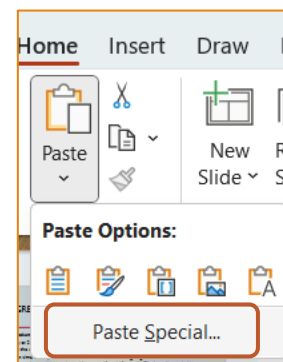 Home Insert Draw
Paste
New
Slide
Paste Options:
Paste Special...